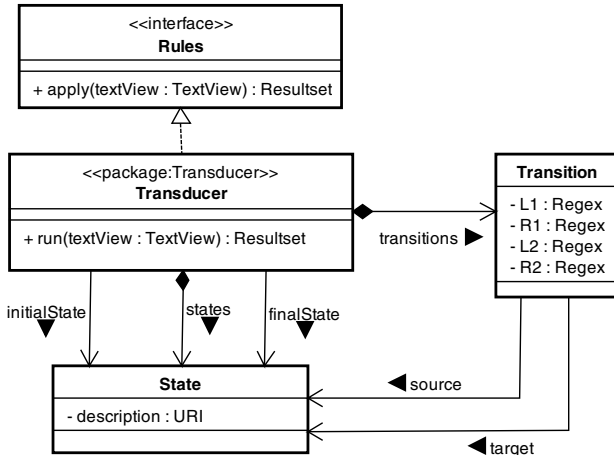 <<interface>>
Rules
+ apply(textView : TextView) : Resultset
<<package:Transducer>>
Transducer
+ run(textView : TextView) : Resultset
Transition
- L1 : Regex
- R1 : Regex
- L2 : Regex
- R2 : Regex
transitions
initialState
states
finalState
State
- description : URI
source
target